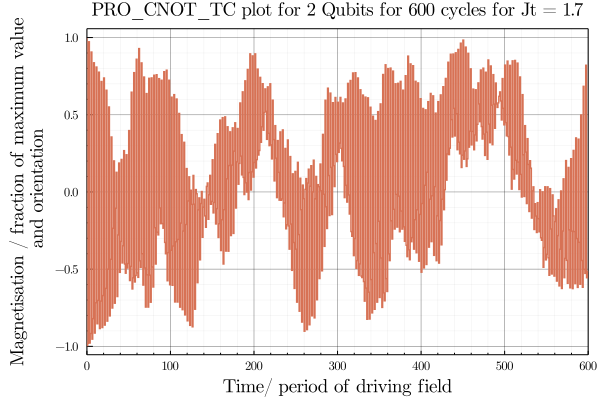 PRO_CNOT_TC plot for 2 Qubits for 600 cycles for Jt = 1.7
Magnetisation / fraction of maximum value
and orientation
1.0
0.5
0.0
−0.5
−1.0
0 100 200 300 400 500 600
Time/ period of driving field